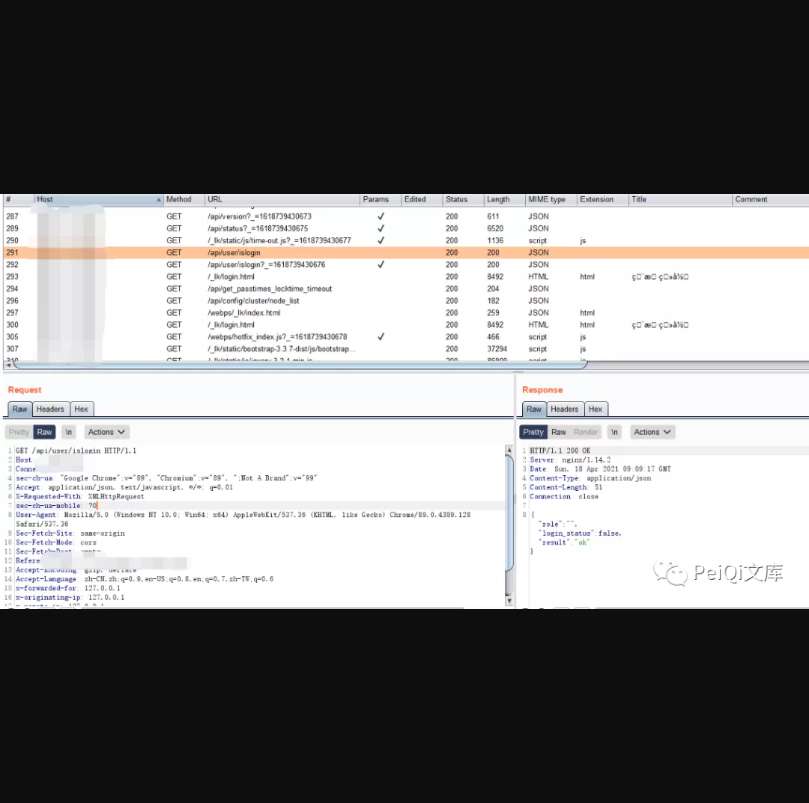 # Host Method URL Params Edited Status Length MIME type Extension Title Comment
287 GET /api/version?_=1618739430673 ✓ 200 611 JSON
289 GET /api/status?_=1618739430675 ✓ 200 6520 JSON
290 GET /_lk/static/js/time-out.js?_=1618739430677 ✓ 200 1136 script js
291 GET /api/user/islogin 200 200 JSON
292 GET /api/user/islogin?_=1618739430676 ✓ 200 200 JSON
293 GET /_lk/login.html 200 8492 HTML html
294 GET /api/get_passtimes_locktime_timeout 200 204 JSON
296 GET /api/config/cluster/node_list 200 182 JSON
297 GET /webps/_lk/index.html 200 259 JSON html
300 GET /_lk/login.html 200 8492 HTML html
305 GET /webps/hotfix_index.js?_=1618739430678 ✓ 200 466 script js
307 GET /_lk/static/bootstrap-3.3.7-dist/js/bootstrap... 200 37294 script js
Request
Raw Headers Hex
Pretty Raw \n Actions
1 GET /api/user/islogin HTTP/1.1
2 Host
3 Conne
4 sec-ch-ua: "Google Chrome";v="89", "Chromium";v="89", ";Not A Brand";v="99"
5 Accept: application/json, text/javascript, */*; q=0.01
6 X-Requested-With: XMLHttpRequest
7 sec-ch-ua-mobile: ?0
8 User-Agent: Mozilla/5.0 (Windows NT 10.0; Win64; x64) AppleWebKit/537.36 (KHTML, like Gecko) Chrome/89.0.4389.128
Safari/537.36
9 Sec-Fetch-Site: same-origin
10 Sec-Fetch-Mode: cors
11 Sec-Fetch-Dest: empty
12 Refere
13 Accept-Encoding: gzip, deflate
14 Accept-Language: zh-CN,zh;q=0.9,en-US;q=0.8,en;q=0.7,zh-TW;q=0.6
15 x-forwarded-for: 127.0.0.1
16 x-originating-ip: 127.0.0.1
Response
Raw Headers Hex
Pretty Raw Render \n Actions
1 HTTP/1.1 200 OK
2 Server: nginx/1.14.2
3 Date: Sun, 18 Apr 2021 09:09:17 GMT
4 Content-Type: application/json
5 Content-Length: 51
6 Connection: close
7
8 {
"role":"",
"login_status":false,
"result":"ok"
}
PeiQi文库